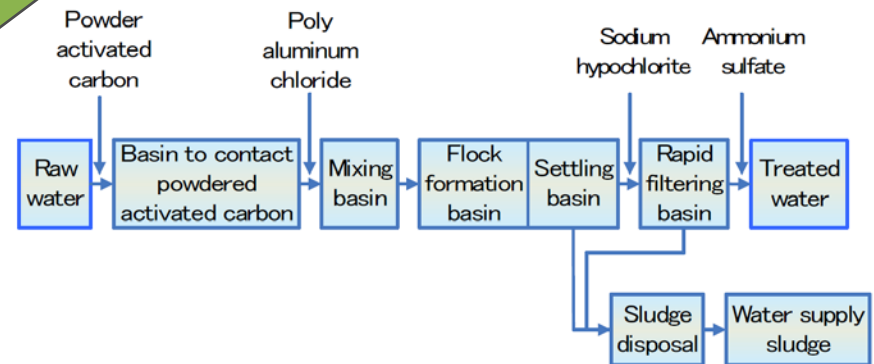 Powder
activated
carbon
Poly
aluminum
chloride
Sodium
hypochlorite
Ammonium
sulfate
Raw
water
Basin to contact
powdered
activated carbon
Mixing
basin
Flock
formation
basin
Settling
basin
Rapid
filtering
basin
Treated
water
Sludge
disposal
Water supply
sludge